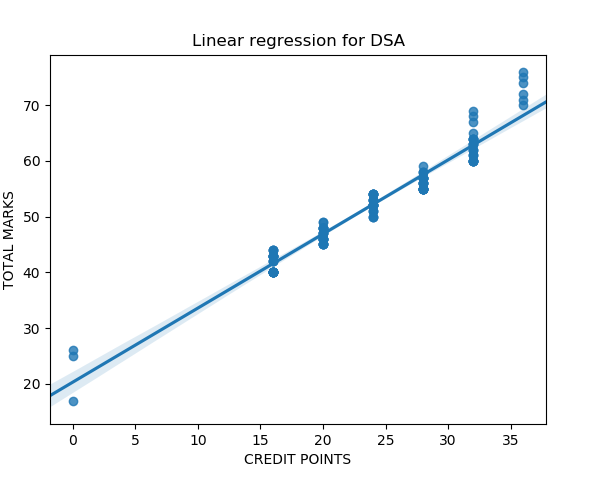 Linear regression for DSA
TOTAL MARKS
70
60
50
40
30
20
0 5 10 15 20 25 30 35
CREDIT POINTS